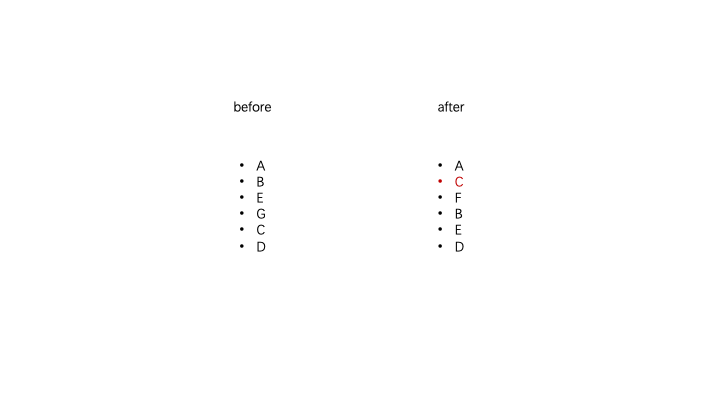 before
• A
• B
• E
• G
• C
• D
after
• A
• C
• F
• B
• E
• D